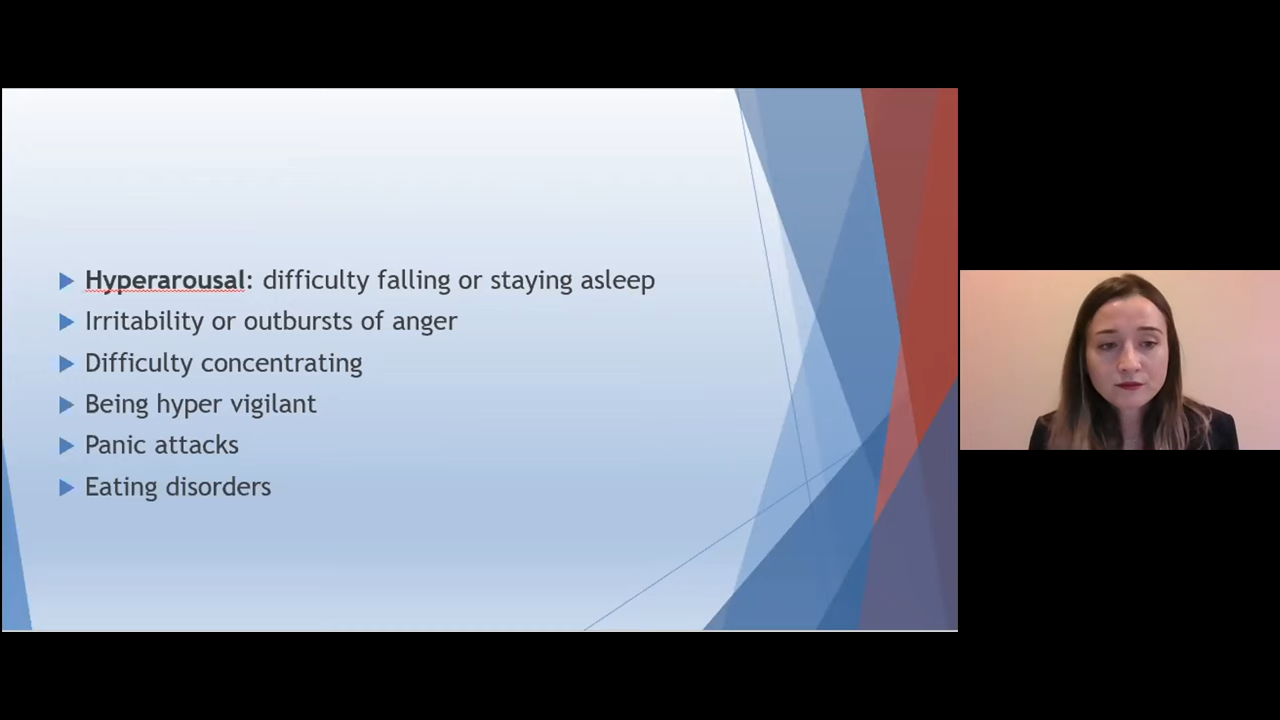 Hyperarousal: difficulty falling or staying asleep
Irritability or outbursts of anger
Difficulty concentrating
Being hyper vigilant
Panic attacks
Eating disorders